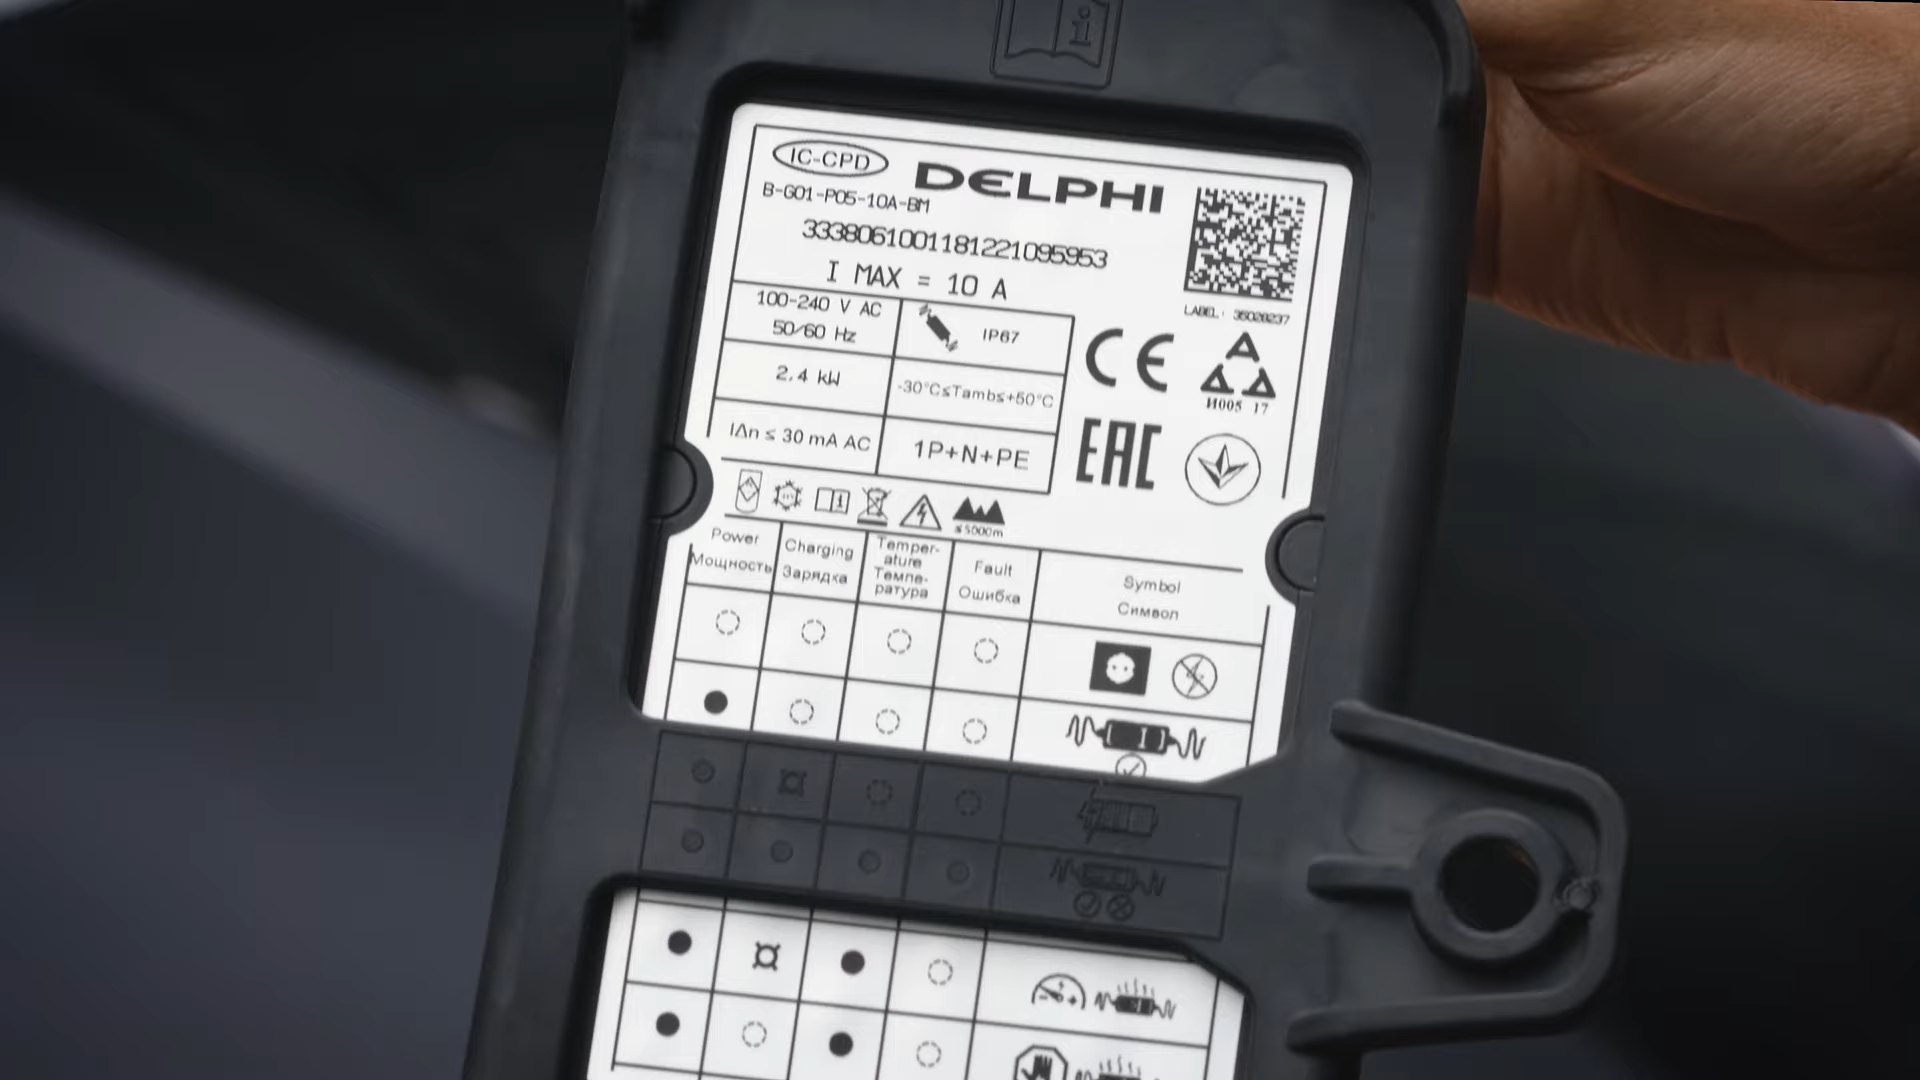 IC-CPD
DELPHI
B-G01-P05-10A-BM
33380610011812210959​53
I MAX = 10 A
LABEL: 35028237
100-240 V AC
50/60 Hz
IP67
2.4 kW
-30°C≤Tamb≤+50°C
IΔn ≤ 30 mA AC
1P+N+PE
CE
И005 17
EAC
≤5000m
Power
Мощность
Charging
Зарядка
Temper-
ature
Темпе-
ратура
Fault
Ошибка
Symbol
Символ